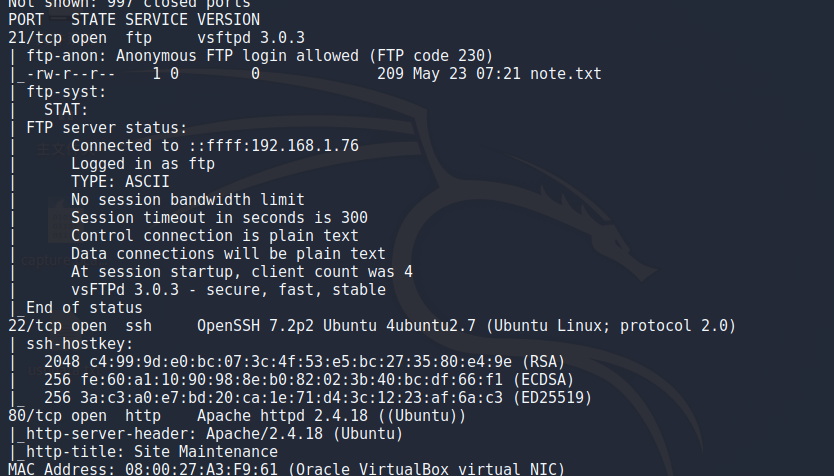 Not shown: 997 closed ports
PORT   STATE SERVICE VERSION
21/tcp open  ftp     vsftpd 3.0.3
| ftp-anon: Anonymous FTP login allowed (FTP code 230)
|_-rw-r--r--    1 0        0             209 May 23 07:21 note.txt
| ftp-syst:
|   STAT:
| FTP server status:
|      Connected to ::ffff:192.168.1.76
|      Logged in as ftp
|      TYPE: ASCII
|      No session bandwidth limit
|      Session timeout in seconds is 300
|      Control connection is plain text
|      Data connections will be plain text
|      At session startup, client count was 4
|      vsFTPd 3.0.3 - secure, fast, stable
|_End of status
22/tcp open  ssh     OpenSSH 7.2p2 Ubuntu 4ubuntu2.7 (Ubuntu Linux; protocol 2.0)
| ssh-hostkey:
|   2048 c4:99:9d:e0:bc:07:3c:4f:53:e5:bc:27:35:80:e4:9e (RSA)
|   256 fe:60:a1:10:90:98:8e:b0:82:02:3b:40:bc:df:66:f1 (ECDSA)
|_  256 3a:c3:a0:e7:bd:20:ca:1e:71:d4:3c:12:23:af:6a:c3 (ED25519)
80/tcp open  http    Apache httpd 2.4.18 ((Ubuntu))
|_http-server-header: Apache/2.4.18 (Ubuntu)
|_http-title: Site Maintenance
MAC Address: 08:00:27:A3:F9:61 (Oracle VirtualBox virtual NIC)